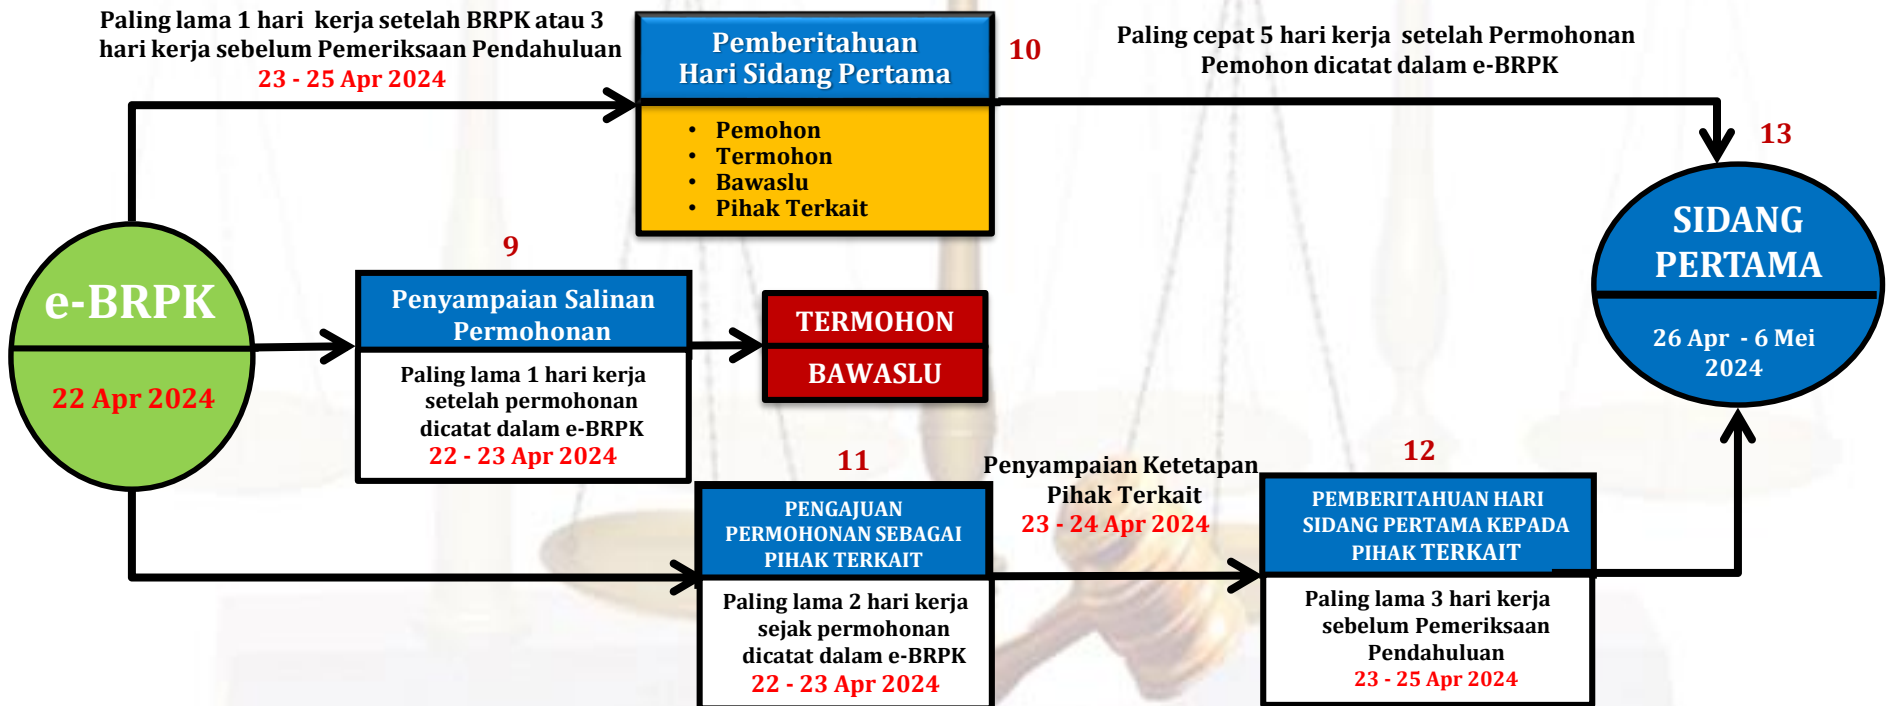 Paling lama 1 hari kerja setelah BRPK atau 3
hari kerja sebelum Pemeriksaan Pendahuluan
23 - 25 Apr 2024
Pemberitahuan
Hari Sidang Pertama
• Pemohon
• Termohon
• Bawaslu
• Pihak Terkait
10
Paling cepat 5 hari kerja setelah Permohonan
Pemohon dicatat dalam e-BRPK
13
SIDANG
PERTAMA
26 Apr - 6 Mei
2024
e-BRPK
22 Apr 2024
9
Penyampaian Salinan
Permohonan
Paling lama 1 hari kerja
setelah permohonan
dicatat dalam e-BRPK
22 - 23 Apr 2024
TERMOHON
BAWASLU
11
PENGAJUAN
PERMOHONAN SEBAGAI
PIHAK TERKAIT
Paling lama 2 hari kerja
sejak permohonan
dicatat dalam e-BRPK
22 - 23 Apr 2024
Penyampaian Ketetapan
Pihak Terkait
23 - 24 Apr 2024
12
PEMBERITAHUAN HARI
SIDANG PERTAMA KEPADA
PIHAK TERKAIT
Paling lama 3 hari kerja
sebelum Pemeriksaan
Pendahuluan
23 - 25 Apr 2024